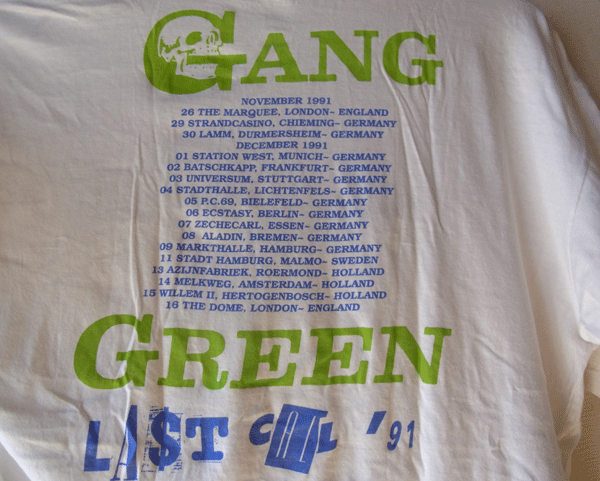 GANG
NOVEMBER 1991
26 THE MARQUEE, LONDON~ ENGLAND
29 STRANDCASINO, CHIEMING~ GERMANY
30 LAMM, DURMERSHEIM~ GERMANY
DECEMBER 1991
01 STATION WEST, MUNICH~ GERMANY
02 BATSCHKAPP, FRANKFURT~ GERMANY
03 UNIVERSUM, STUTTGART~ GERMANY
04 STADTHALLE, LICHTENFELS~ GERMANY
05 P.C.69, BIELEFELD~ GERMANY
06 ECSTASY, BERLIN~ GERMANY
07 ZECHECARL, ESSEN~ GERMANY
08 ALADIN, BREMEN~ GERMANY
09 MARKTHALLE, HAMBURG~ GERMANY
11 STADT HAMBURG, MALMO~ SWEDEN
13 AZIJNFABRIEK, ROERMOND~ HOLLAND
14 MELKWEG, AMSTERDAM~ HOLLAND
15 WILLEM II, HERTOGENBOSCH~ HOLLAND
16 THE DOME, LONDON~ ENGLAND
GREEN
LA$T CALL '91